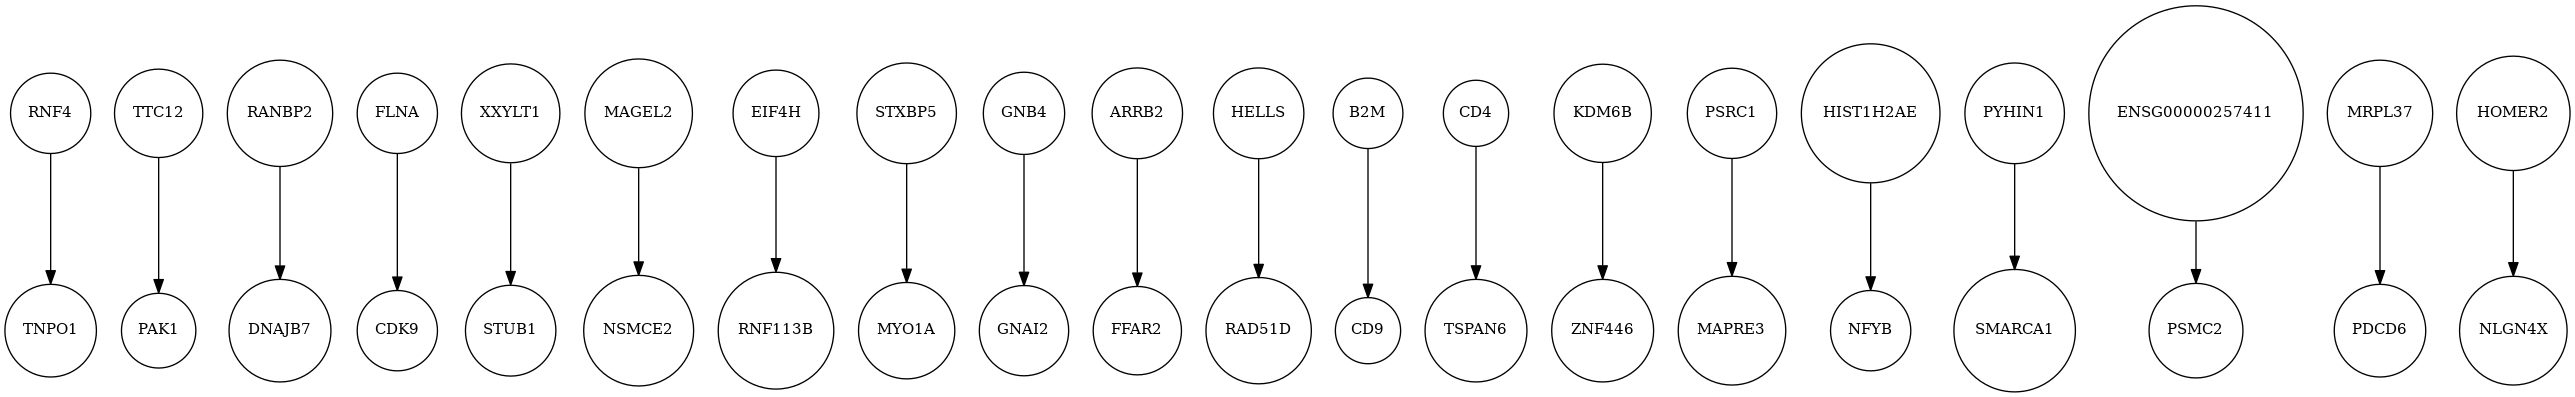 RNF4 TTC12 RANBP2 FLNA XXYLT1 MAGEL2 EIF4H STXBP5 GNB4 ARRB2 HELLS B2M CD4 KDM6B PSRC1 HIST1H2AE PYHIN1 ENSG00000257411 MRPL37 HOMER2
TNPO1 PAK1 DNAJB7 CDK9 STUB1 NSMCE2 RNF113B MYO1A GNAI2 FFAR2 RAD51D CD9 TSPAN6 ZNF446 MAPRE3 NFYB SMARCA1 PSMC2 PDCD6 NLGN4X